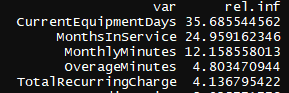 var rel.inf
CurrentEquipmentDays 35.685544562
MonthsInService 24.959162346
MonthlyMinutes 12.158558013
OverageMinutes 4.803470944
TotalRecurringCharge 4.136795422